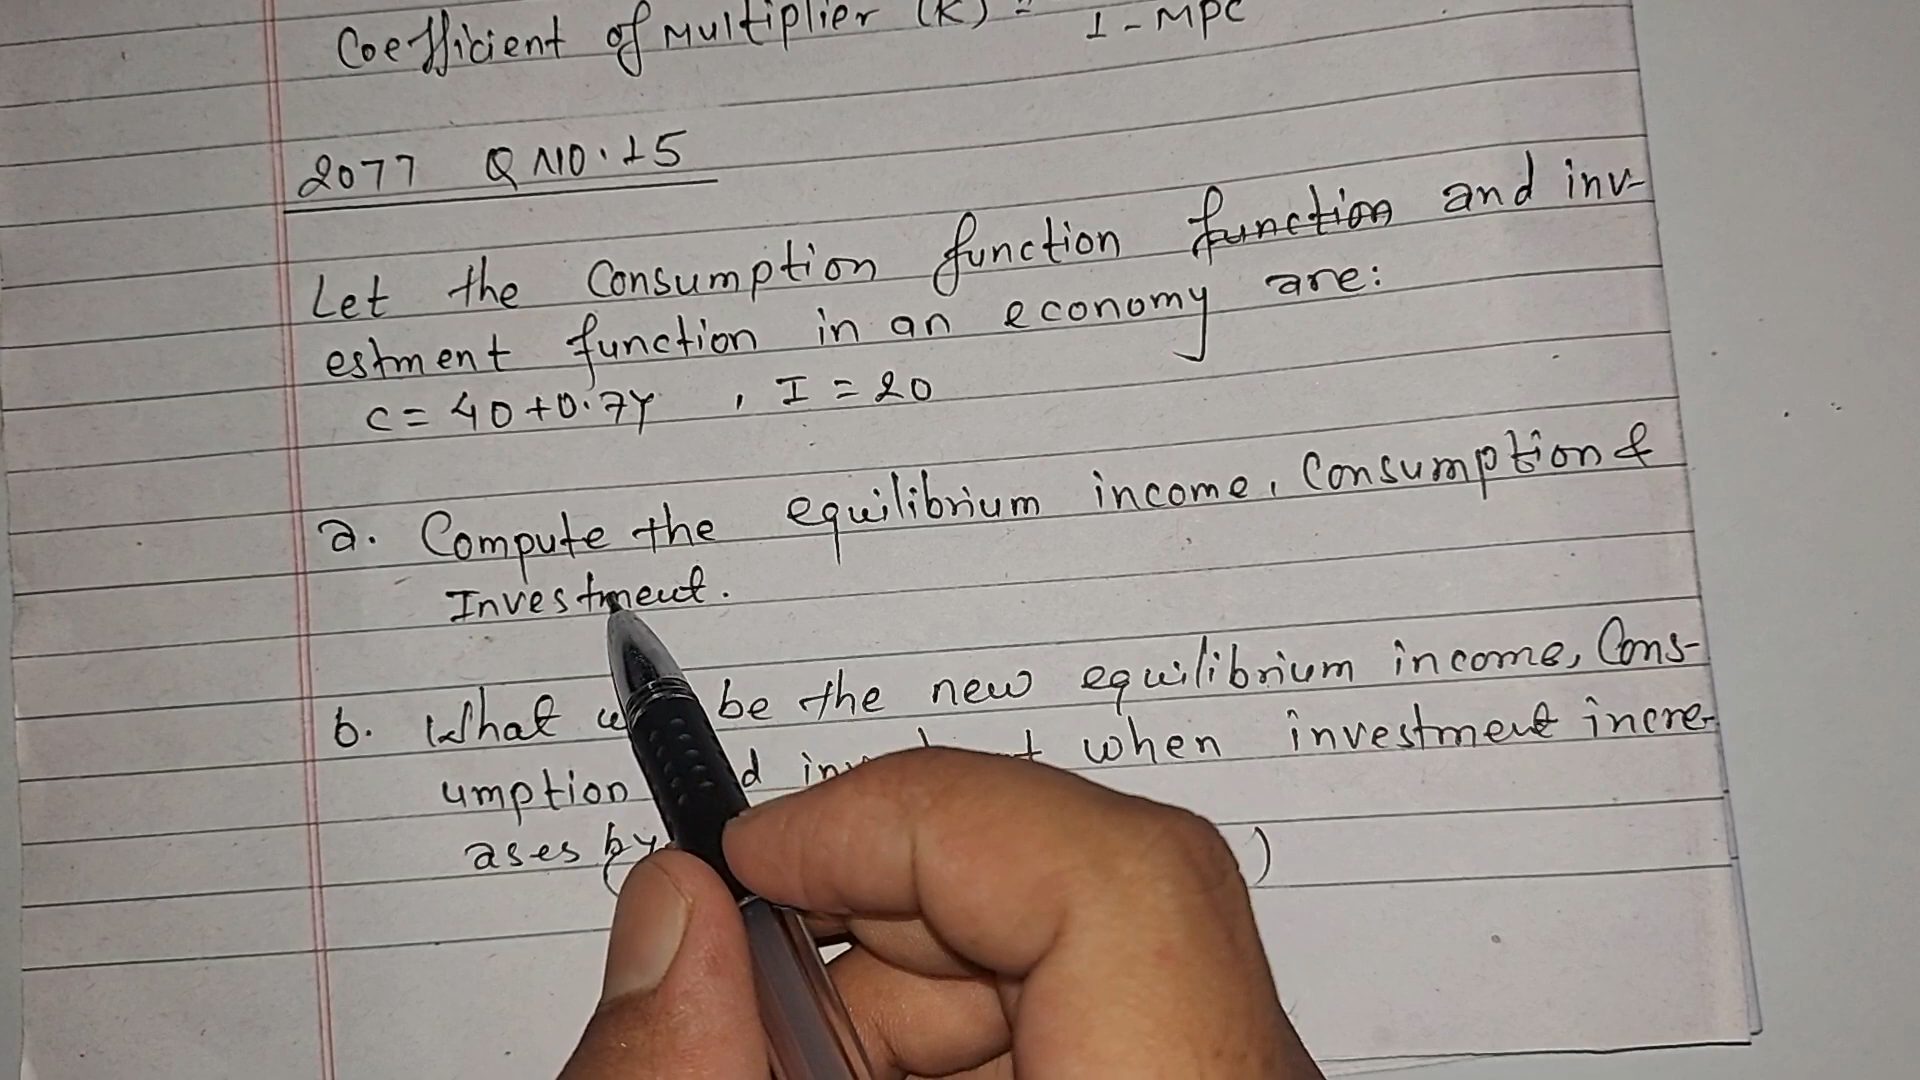 Coefficient of Multiplier (K) =
1 - MPC
2077 Q NO. 15
Let the Consumption function function and inv-
estment function in an economy are:
C = 40 + 0.7Y , I = 20
a. Compute the equilibrium income, Consumption &
Investment.
b. What be the new equilibrium income, Cons-
umption when investment incre-
ases by )